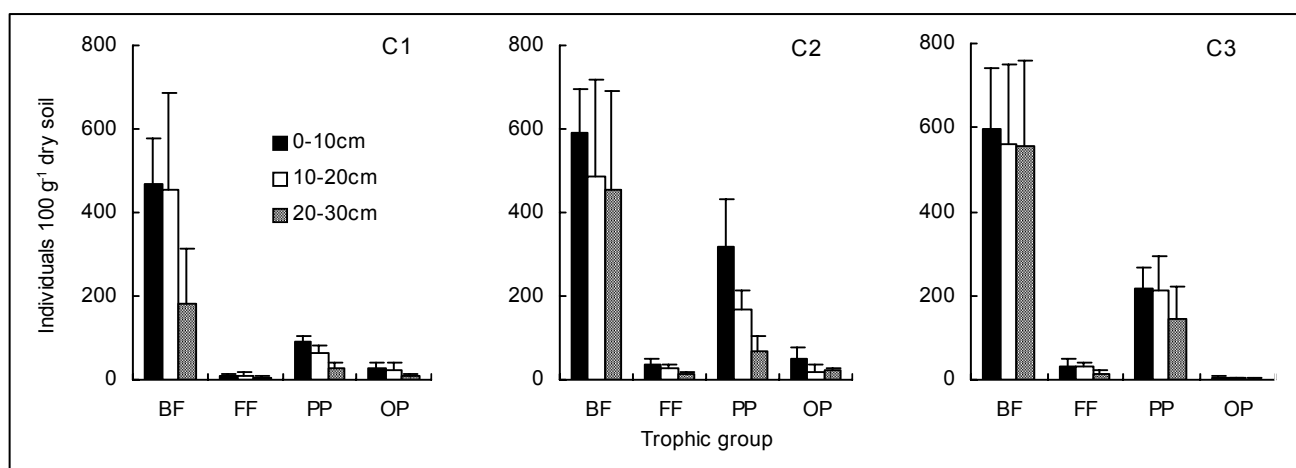 C1
800
600
400
200
0
Individuals 100 g⁻¹ dry soil
0-10cm
10-20cm
20-30cm
BF FF PP OP
C2
800
600
400
200
0
BF FF PP OP
Trophic group
C3
800
600
400
200
0
BF FF PP OP